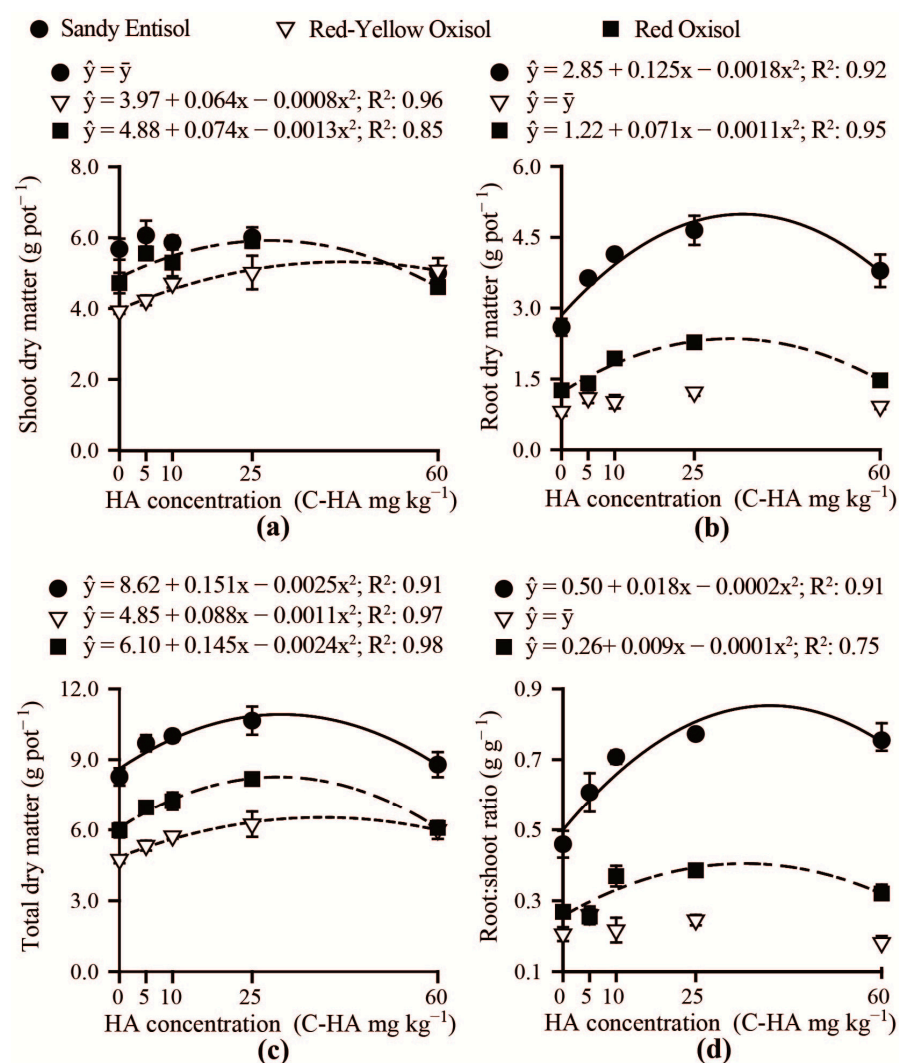 Sandy Entisol Red-Yellow Oxisol Red Oxisol
ŷ = ȳ
ŷ = 3.97 + 0.064x − 0.0008x²; R²: 0.96
ŷ = 4.88 + 0.074x − 0.0013x²; R²: 0.85
8.0
6.0
4.0
2.0
0.0
Shoot dry matter (g pot⁻¹)
0 5 10 25 60
HA concentration (C-HA mg kg⁻¹)
(a)
ŷ = 2.85 + 0.125x − 0.0018x²; R²: 0.92
ŷ = ȳ
ŷ = 1.22 + 0.071x − 0.0011x²; R²: 0.95
6.0
4.5
3.0
1.5
0.0
Root dry matter (g pot⁻¹)
0 5 10 25 60
HA concentration (C-HA mg kg⁻¹)
(b)
ŷ = 8.62 + 0.151x − 0.0025x²; R²: 0.91
ŷ = 4.85 + 0.088x − 0.0011x²; R²: 0.97
ŷ = 6.10 + 0.145x − 0.0024x²; R²: 0.98
12.0
9.0
6.0
3.0
0.0
Total dry matter (g pot⁻¹)
0 5 10 25 60
HA concentration (C-HA mg kg⁻¹)
(c)
ŷ = 0.50 + 0.018x − 0.0002x²; R²: 0.91
ŷ = ȳ
ŷ = 0.26+ 0.009x − 0.0001x²; R²: 0.75
0.9
0.7
0.5
0.3
0.1
Root:shoot ratio (g g⁻¹)
0 5 10 25 60
HA concentration (C-HA mg kg⁻¹)
(d)